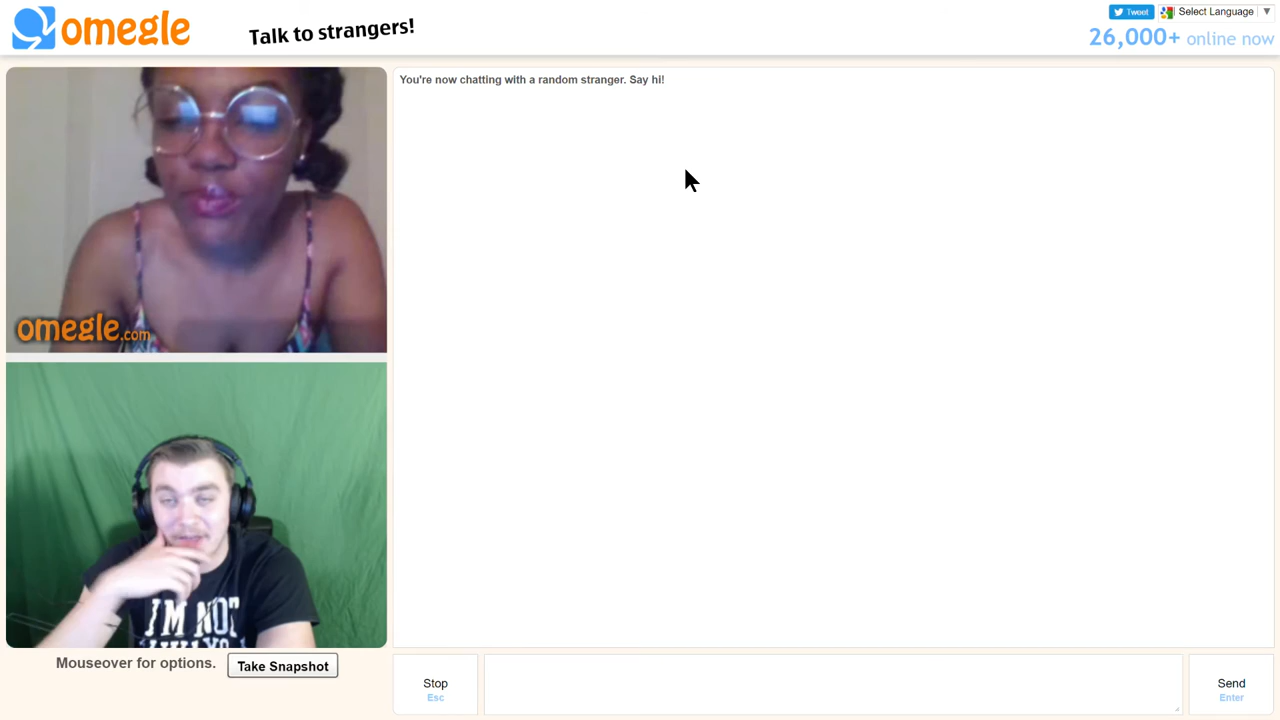 omegle
Talk to strangers!
Tweet
Select Language
26,000+ online now
You're now chatting with a random stranger. Say hi!
omegle.com
I'M NOT
Mouseover for options.
Take Snapshot
Stop
Esc
Send
Enter